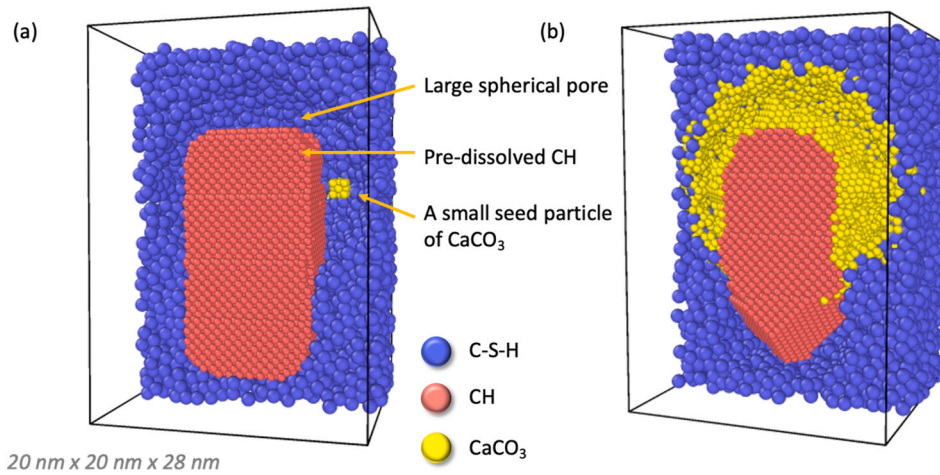 (a)
(b)
Large spherical pore
Pre-dissolved CH
A small seed particle
of CaCO₃
C-S-H
CH
CaCO₃
20 nm x 20 nm x 28 nm